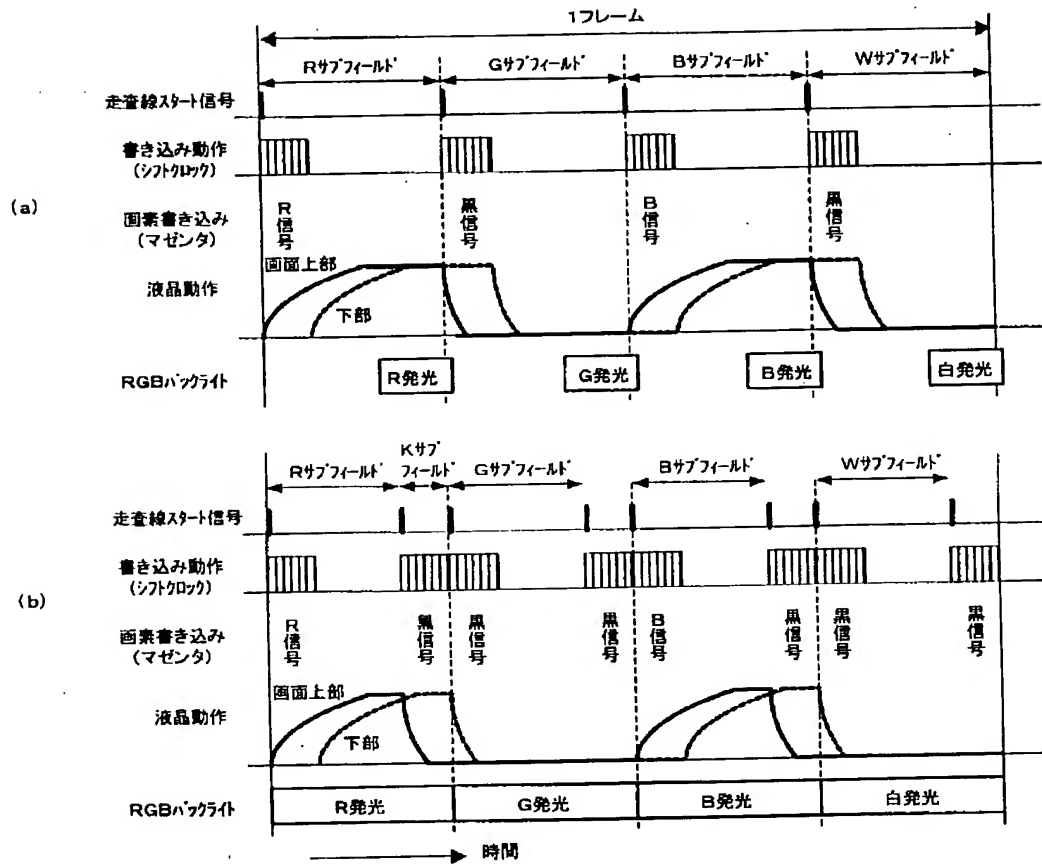 1フレーム
Rサブフィールド Gサブフィールド Bサブフィールド Wサブフィールド
走査線スタート信号
書き込み動作
(シフトクロック)
(a)
画素書き込み
(マゼンタ)
R信号 黒信号 B信号 黒信号
画面上部
液晶動作
下部
RGBバックライト
R発光 G発光 B発光 白発光
Rサブフィールド Kサブフィールド Gサブフィールド Bサブフィールド Wサブフィールド
走査線スタート信号
書き込み動作
(シフトクロック)
(b)
画素書き込み
(マゼンタ)
R信号 黒信号 黒信号 黒信号 B信号 黒信号 黒信号 黒信号
画面上部
液晶動作
下部
RGBバックライト
R発光 G発光 B発光 白発光
時間